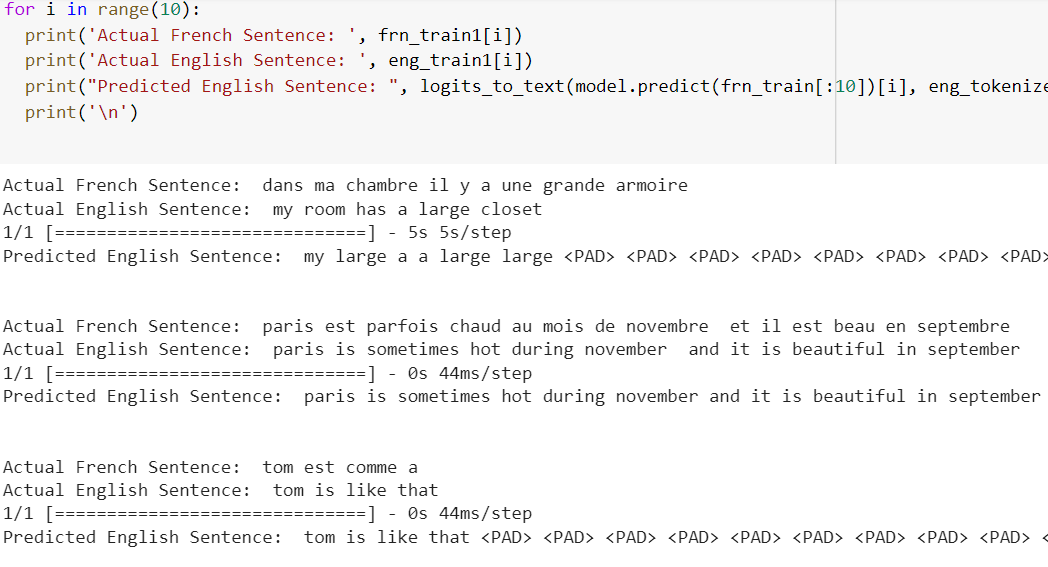 for i in range(10):
  print('Actual French Sentence: ', frn_train1[i])
  print('Actual English Sentence: ', eng_train1[i])
  print("Predicted English Sentence: ", logits_to_text(model.predict(frn_train[:10])[i], eng_tokenize
  print('\n')
Actual French Sentence:  dans ma chambre il y a une grande armoire
Actual English Sentence:  my room has a large closet
1/1 [==============================] - 5s 5s/step
Predicted English Sentence:  my large a a large large <PAD> <PAD> <PAD> <PAD> <PAD> <PAD> <PAD> <PAD>
Actual French Sentence:  paris est parfois chaud au mois de novembre  et il est beau en septembre
Actual English Sentence:  paris is sometimes hot during november  and it is beautiful in september
1/1 [==============================] - 0s 44ms/step
Predicted English Sentence:  paris is sometimes hot during november and it is beautiful in september
Actual French Sentence:  tom est comme a
Actual English Sentence:  tom is like that
1/1 [==============================] - 0s 44ms/step
Predicted English Sentence:  tom is like that <PAD> <PAD> <PAD> <PAD> <PAD> <PAD> <PAD> <PAD> <PAD> <